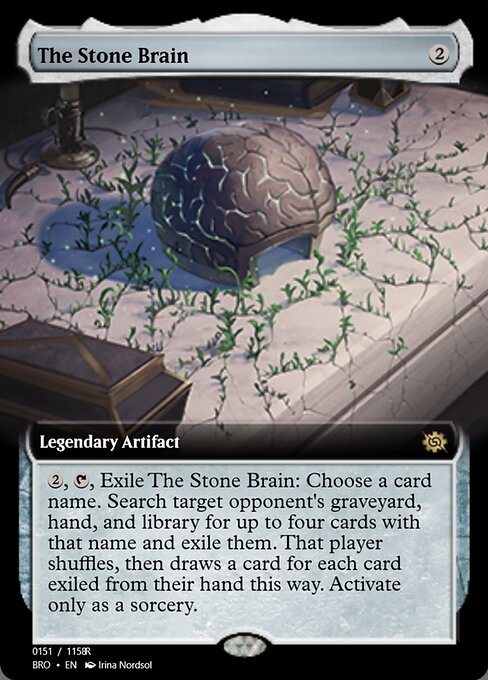 The Stone Brain 2
Legendary Artifact
2, T, Exile The Stone Brain: Choose a card
name. Search target opponent's graveyard,
hand, and library for up to four cards with
that name and exile them. That player
shuffles, then draws a card for each card
exiled from their hand this way. Activate
only as a sorcery.
0151 / 1158R
BRO • EN Irina Nordsol